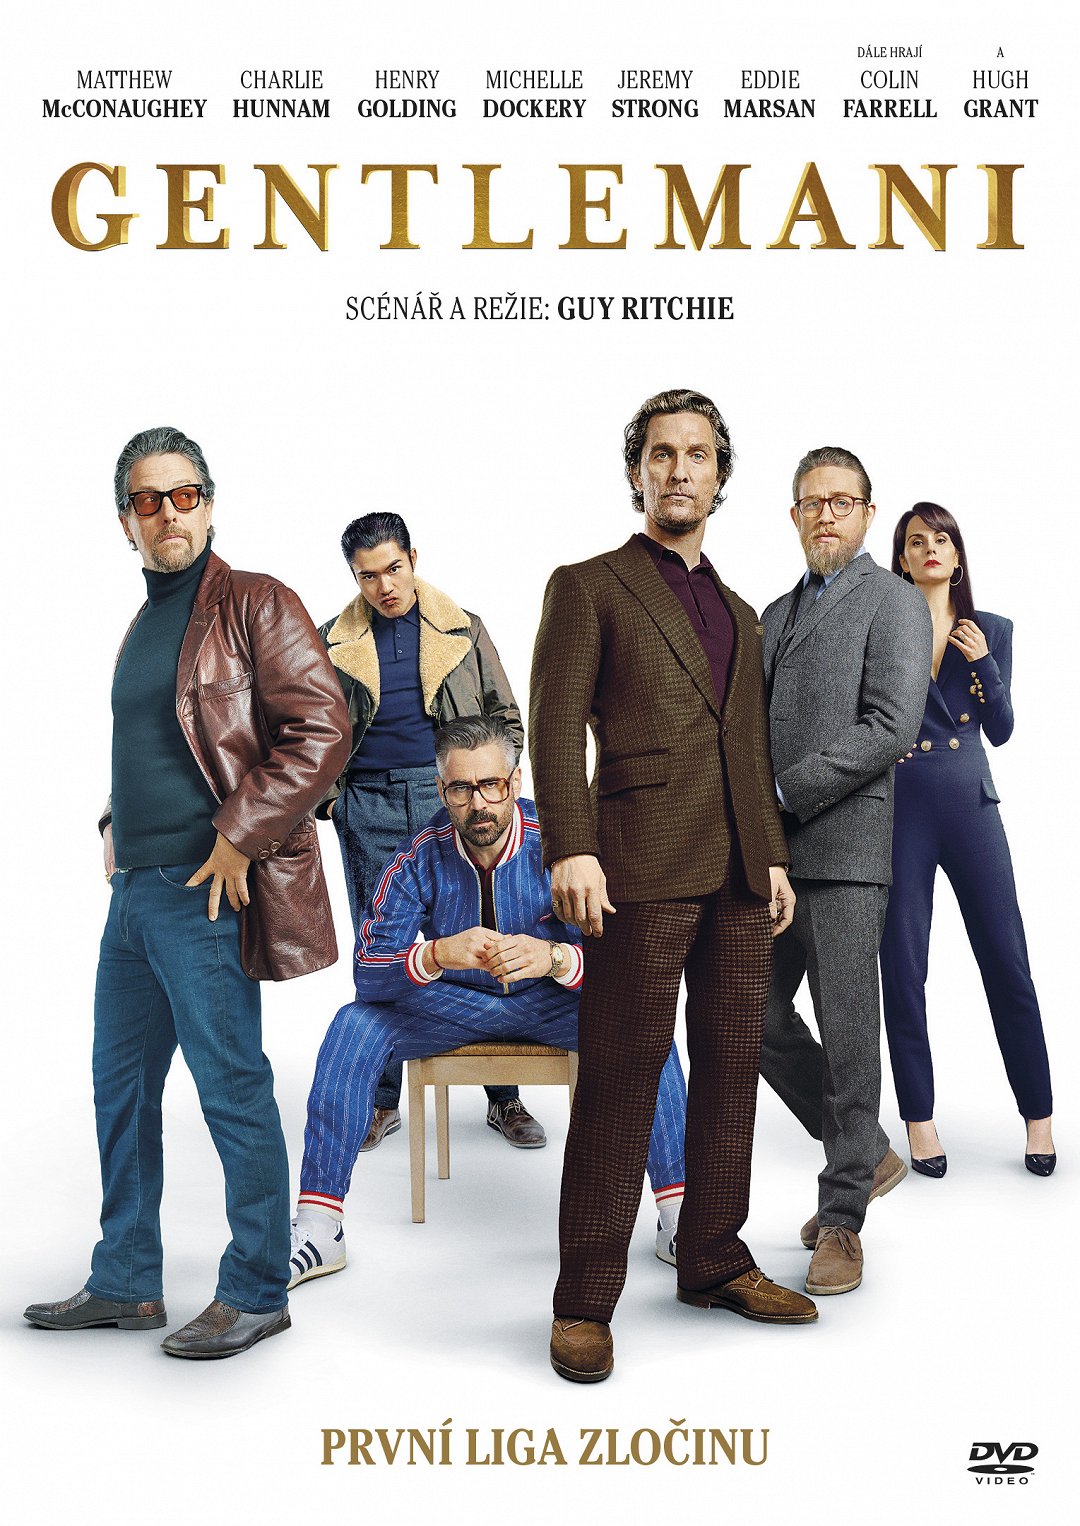 DÁLE HRAJÍ A
MATTHEW CHARLIE HENRY MICHELLE JEREMY EDDIE COLIN HUGH
McCONAUGHEY HUNNAM GOLDING DOCKERY STRONG MARSAN FARRELL GRANT
GENTLEMANI
SCÉNÁŘ A REŽIE: GUY RITCHIE
PRVNÍ LIGA ZLOČINU
DVD
VIDEO